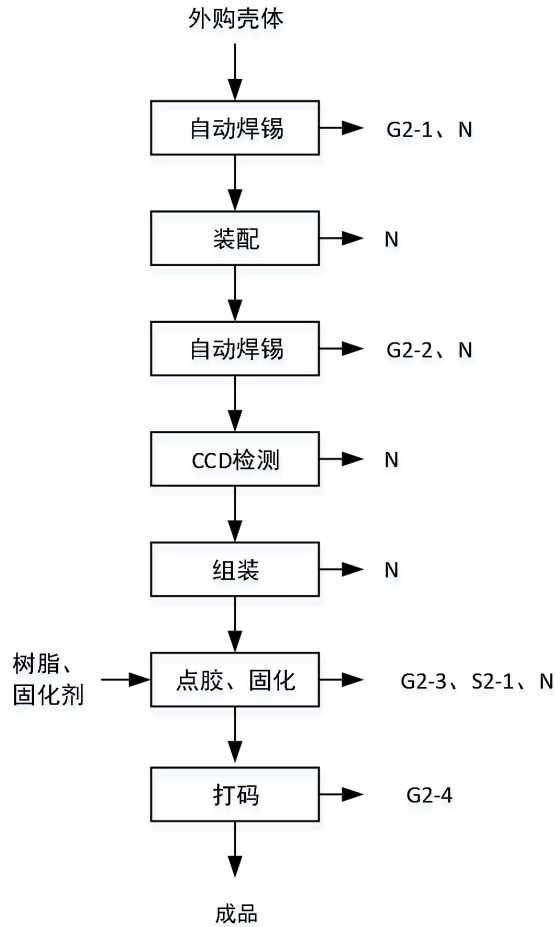 外购壳体
自动焊锡
G2-1、N
装配
N
自动焊锡
G2-2、N
CCD检测
N
组装
N
树脂、
固化剂
点胶、固化
G2-3、S2-1、N
打码
G2-4
成品